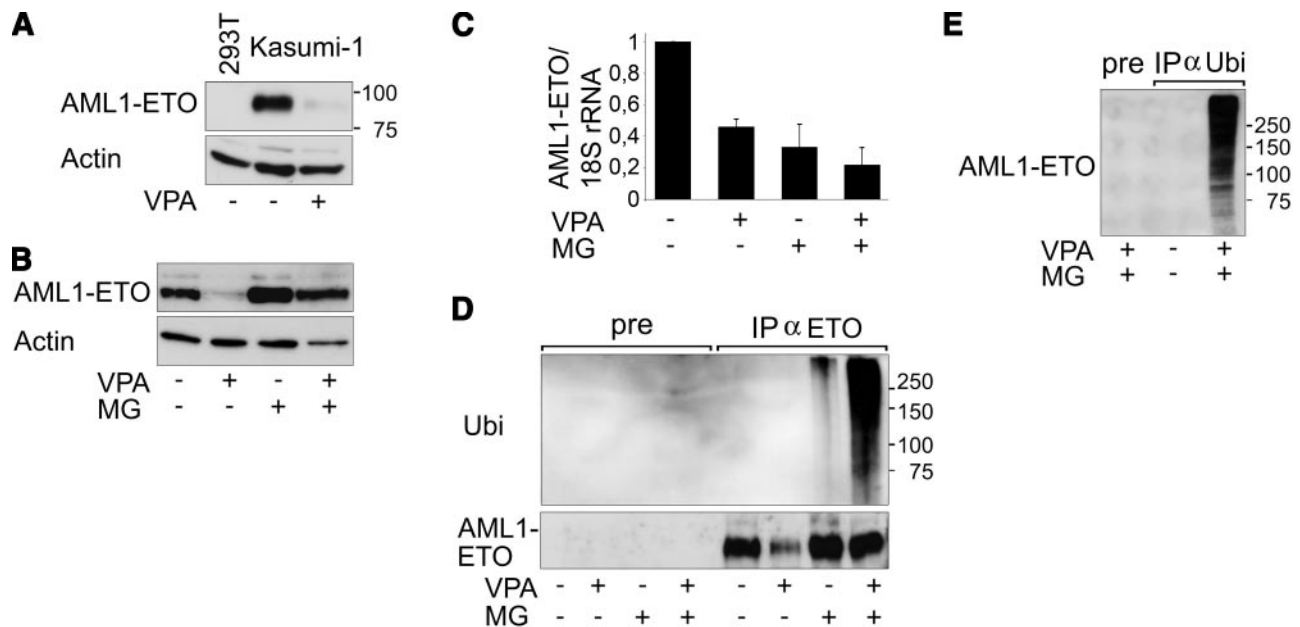 A
293T
Kasumi-1
AML1-ETO
100
75
Actin
VPA - - +
B
AML1-ETO
Actin
VPA - + - +
MG - - + +
C
AML1-ETO/
18S rRNA
1
0,8
0,6
0,4
0,2
0
VPA - + - +
MG - - + +
D
pre IP α ETO
Ubi
250
150
100
75
AML1-
ETO
VPA - + - + - + - +
MG - - + + - - + +
E
pre IP α Ubi
AML1-ETO
250
150
100
75
VPA + - +
MG + - +